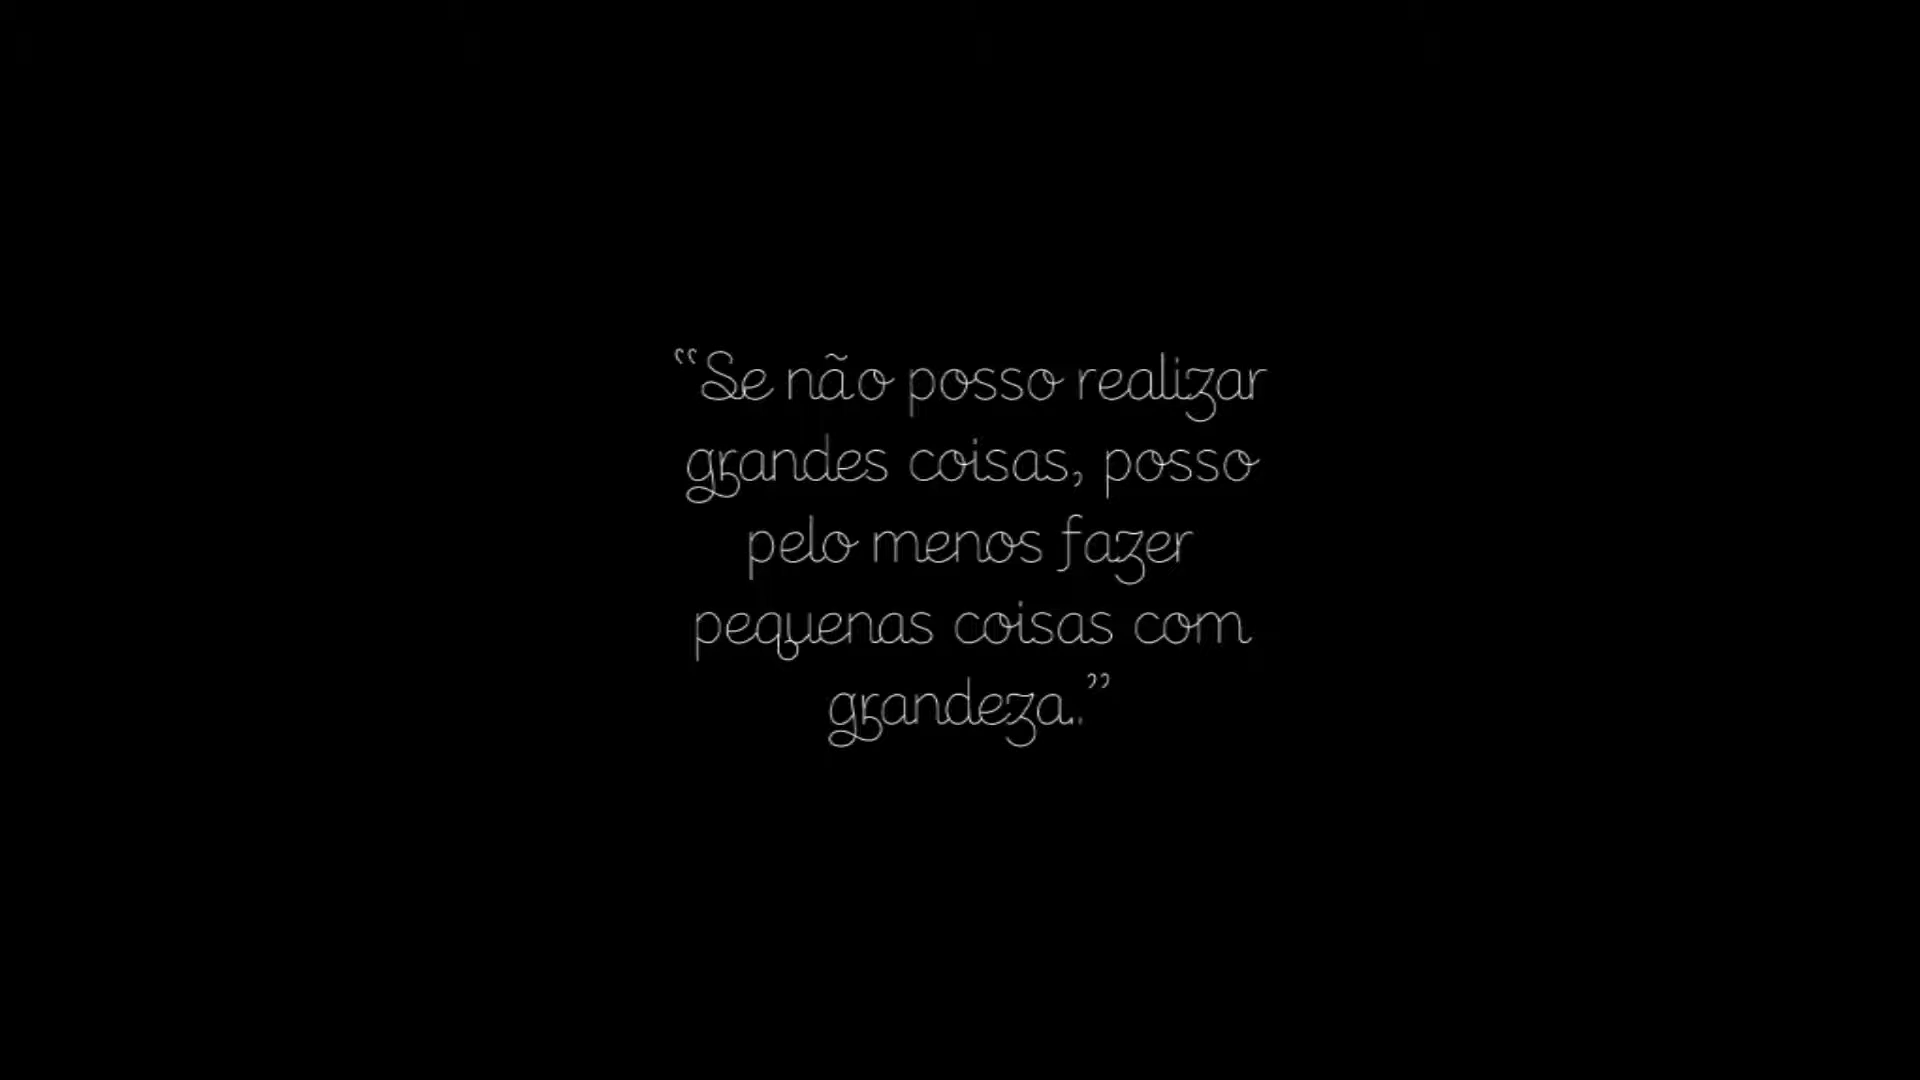 “Se não posso realizar
grandes coisas, posso
pelo menos fazer
pequenas coisas com
grandeza.”